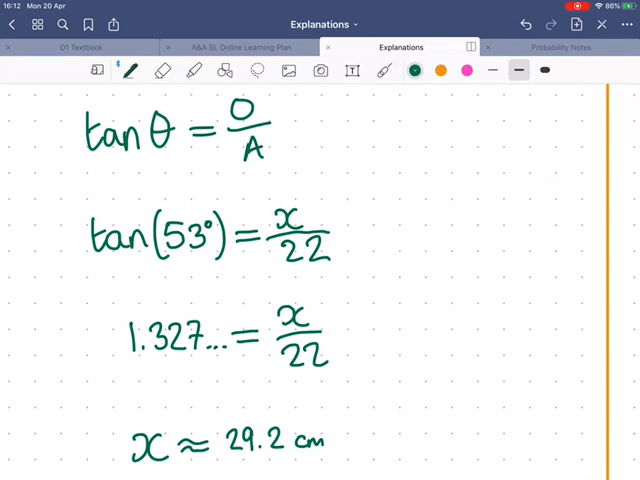 16:12 Mon 20 Apr
86%
Explanations
D1 Taxtbook
A&A SL Online Learning Plan
Explanations
Probability Notes
tan θ = O/A
tan(53°) = x/22
1.327... = x/22
x ≈ 29.2 cm